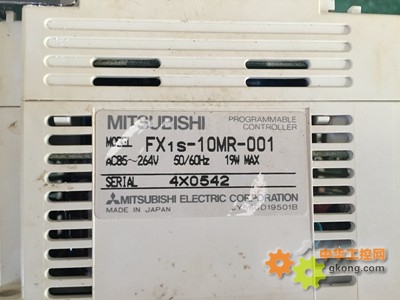 MITSUBISHI
PROGRAMMABLE
CONTROLLER
MODEL FX1S-10MR-001
AC85~264V 50/60Hz 19W MAX
SERIAL 4X0542
MITSUBISHI ELECTRIC CORPORATION
MADE IN JAPAN
中华工控网
gkong.com